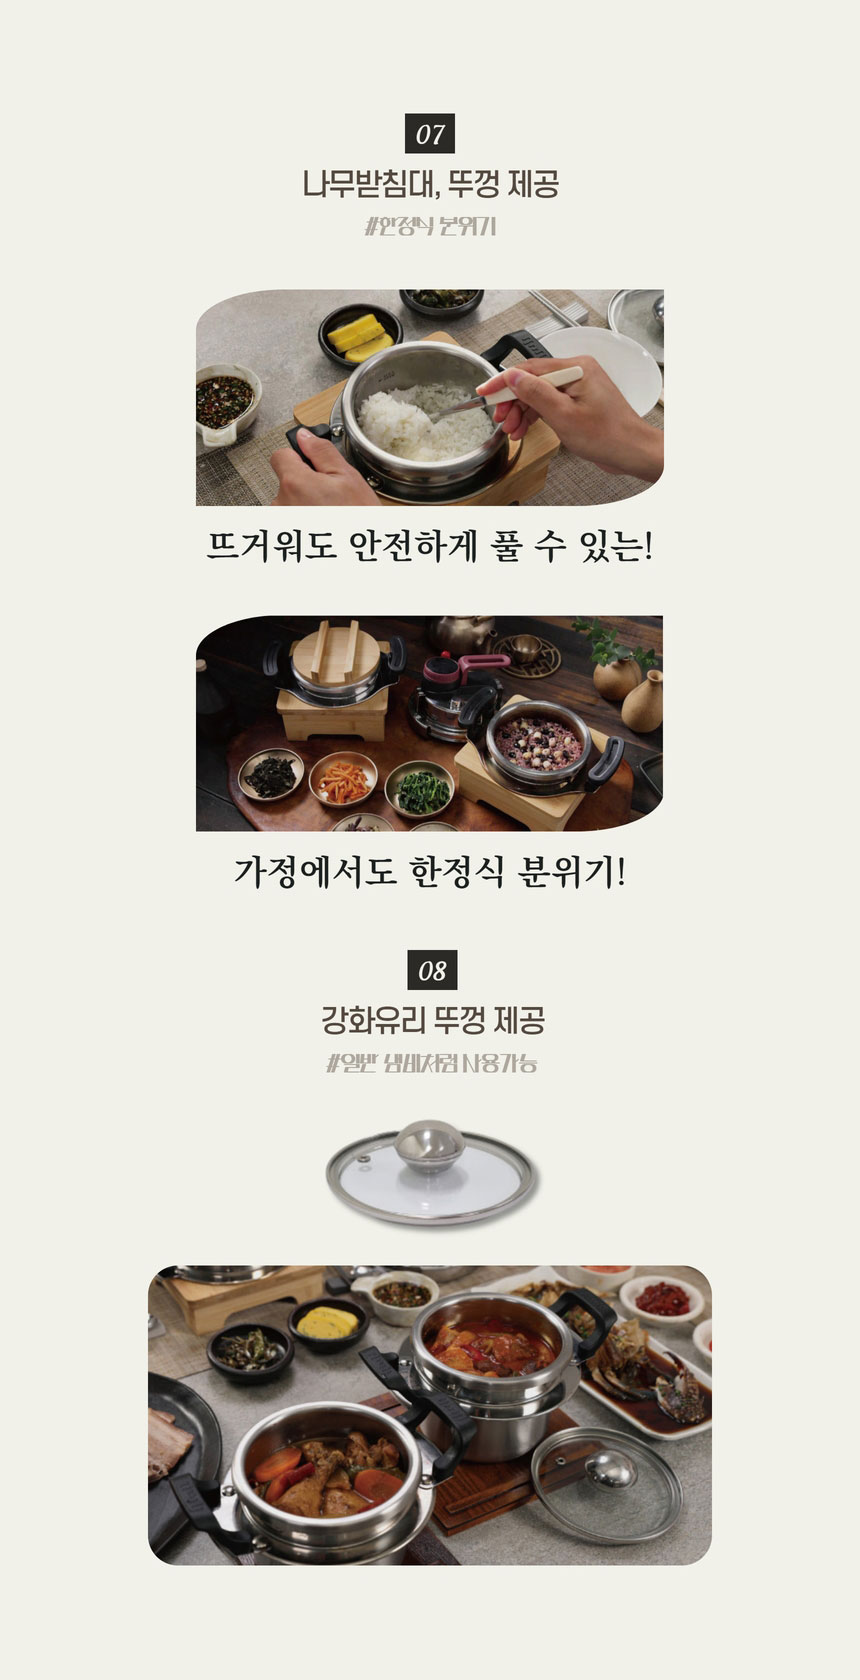 07
나무받침대, 뚜껑 제공
#한정식 분위기
뜨거워도 안전하게 풀 수 있는!
가정에서도 한정식 분위기!
08
강화유리 뚜껑 제공
#일반 냄비처럼 사용가능